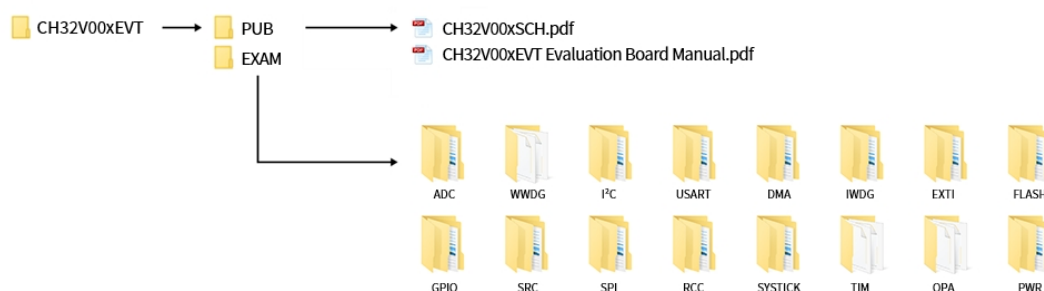 CH32V00xEVT
PUB
CH32V00xSCH.pdf
CH32V00xEVT Evaluation Board Manual.pdf
EXAM
ADC
WWDG
I²C
USART
DMA
IWDG
EXTI
FLASH
GPIO
SRC
SPI
RCC
SYSTICK
TIM
OPA
PWR